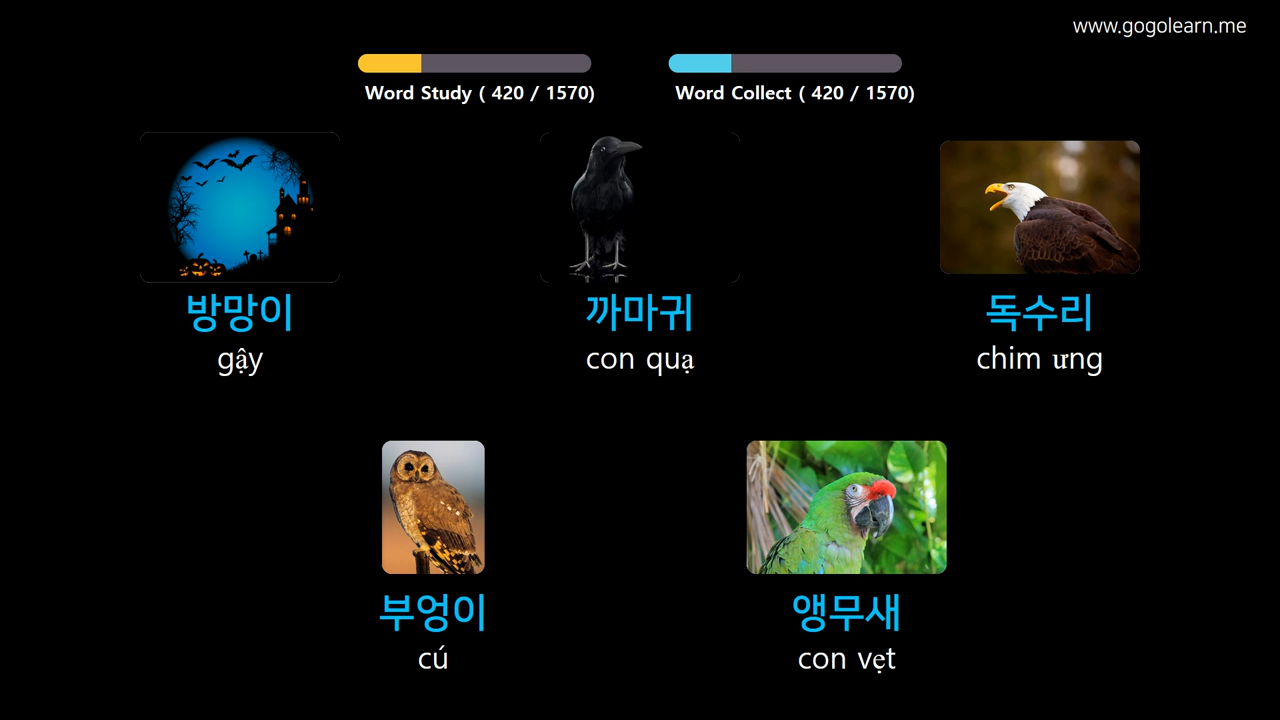 www.gogolearn.me
Word Study ( 420 / 1570)
Word Collect ( 420 / 1570)
방망이
gậy
까마귀
con quạ
독수리
chim ưng
부엉이
cú
앵무새
con vẹt